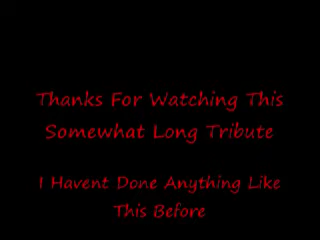 Thanks For Watching This
Somewhat Long Tribute
I Havent Done Anything Like
This Before